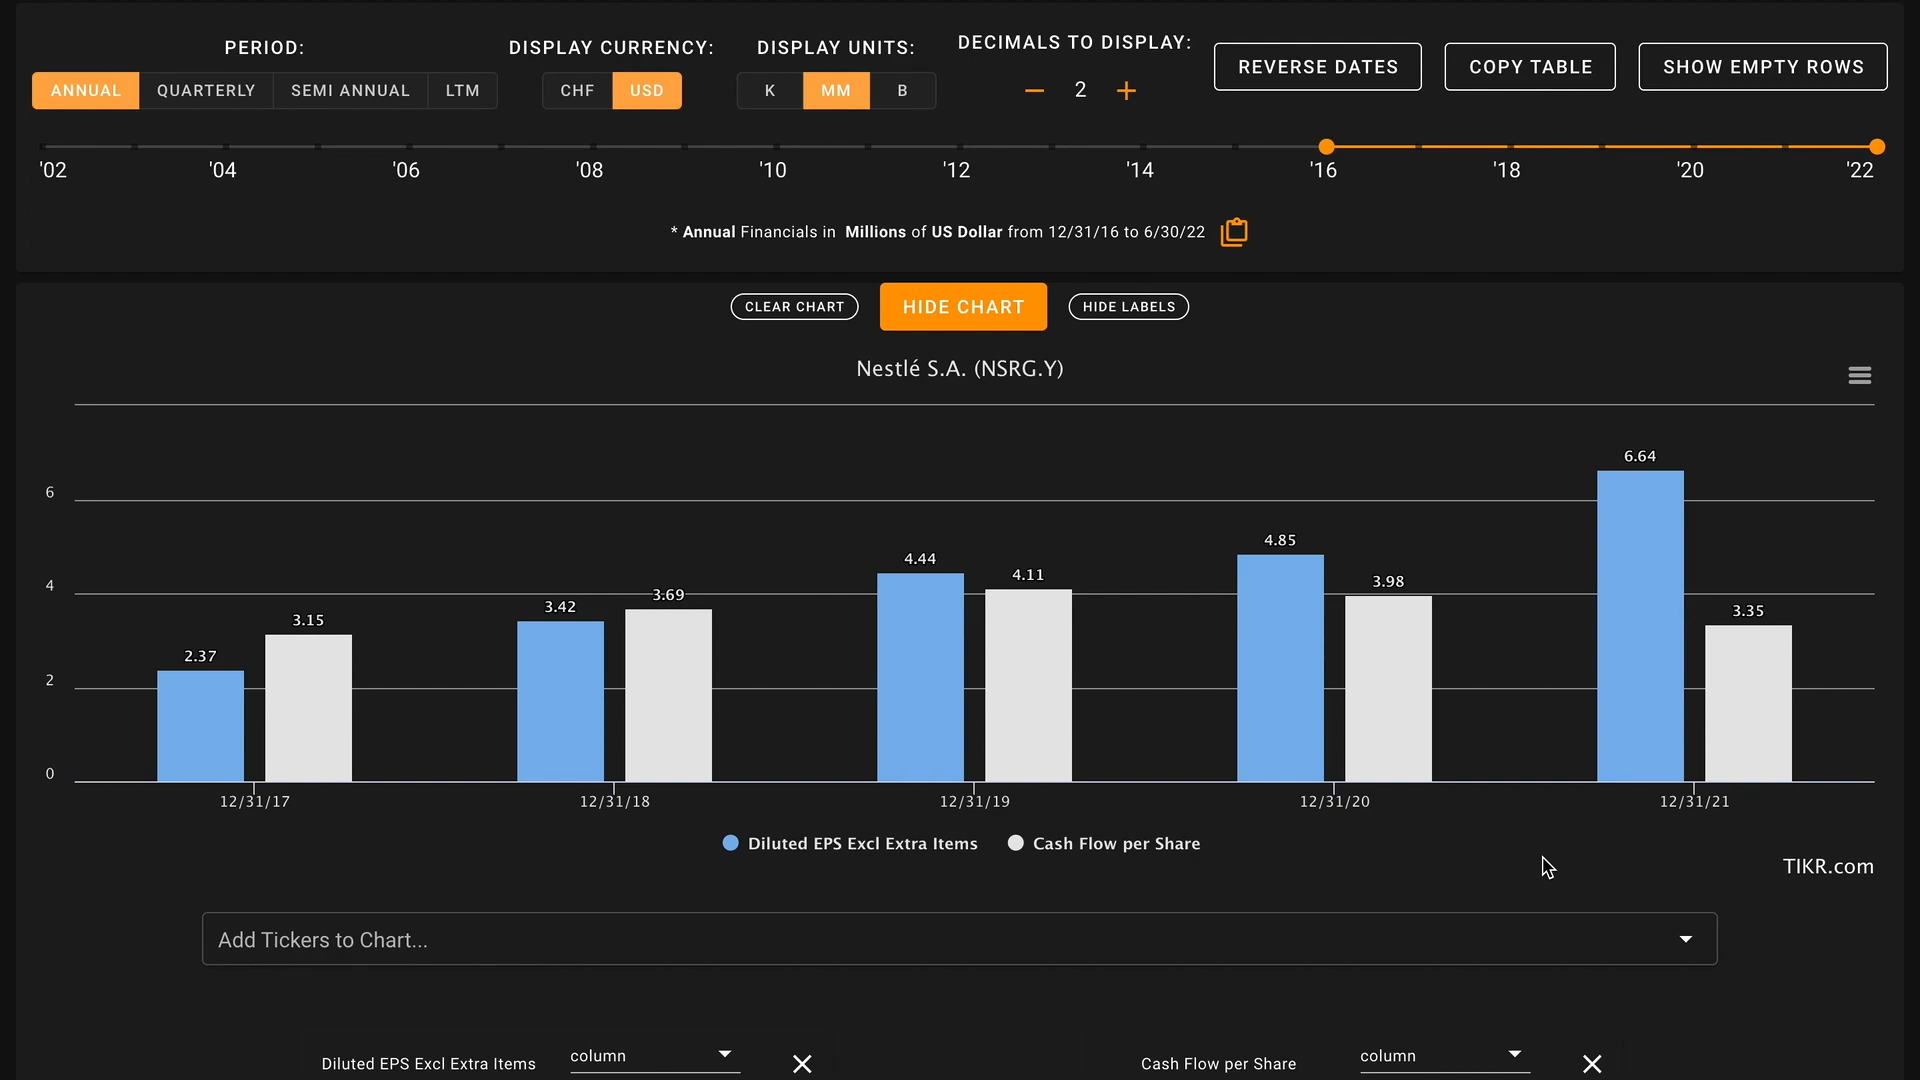 PERIOD:
DISPLAY CURRENCY:
DISPLAY UNITS:
DECIMALS TO DISPLAY:
ANNUAL QUARTERLY SEMI ANNUAL LTM
CHF USD
K MM B
2
REVERSE DATES
COPY TABLE
SHOW EMPTY ROWS
'02 '04 '06 '08 '10 '12 '14 '16 '18 '20 '22
* Annual Financials in Millions of US Dollar from 12/31/16 to 6/30/22
CLEAR CHART
HIDE CHART
HIDE LABELS
Nestlé S.A. (NSRG.Y)
6
4
2
0
2.37 3.15
3.42 3.69
4.44 4.11
4.85 3.98
6.64 3.35
12/31/17 12/31/18 12/31/19 12/31/20 12/31/21
Diluted EPS Excl Extra Items Cash Flow per Share
TIKR.com
Add Tickers to Chart...
Diluted EPS Excl Extra Items column
Cash Flow per Share column